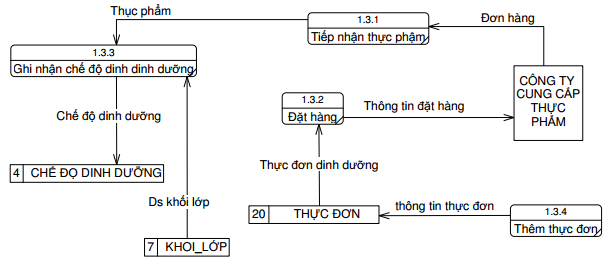 Thục phẩm
1.3.1
Tiếp nhận thực phậm
Đơn hàng
1.3.3
Ghi nhận chế độ dinh dinh dưỡng
CÔNG TY
CUNG CẤP
THỰC
PHẨM
1.3.2
Đặt hàng
Thông tin đặt hàng
Chế độ dinh dưỡng
Thực đơn dinh dưỡng
4 CHẾ ĐỌ DINH DƯỠNG
Ds khối lớp
20 THỰC ĐƠN
thông tin thực đơn
1.3.4
Thêm thực đơn
7 KHOI_LỚP